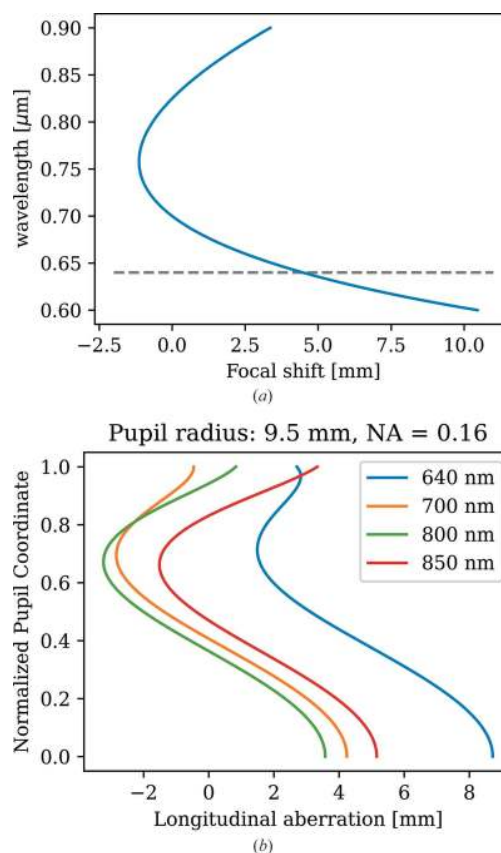 0.90
0.85
0.80
0.75
0.70
0.65
0.60
wavelength [μm]
−2.5 0.0 2.5 5.0 7.5 10.0
Focal shift [mm]
(a)
Pupil radius: 9.5 mm, NA = 0.16
1.0
0.8
0.6
0.4
0.2
0.0
Normalized Pupil Coordinate
640 nm
700 nm
800 nm
850 nm
−2 0 2 4 6 8
Longitudinal aberration [mm]
(b)